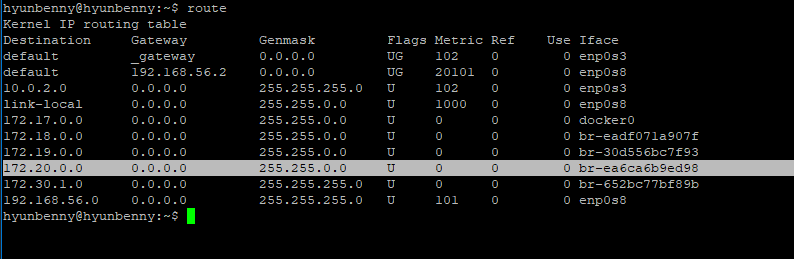 hyunbenny@hyunbenny:~$ route
Kernel IP routing table
Destination     Gateway         Genmask         Flags Metric Ref    Use Iface
default         _gateway        0.0.0.0         UG    102    0        0 enp0s3
default         192.168.56.2    0.0.0.0         UG    20101  0        0 enp0s8
10.0.2.0        0.0.0.0         255.255.255.0   U     102    0        0 enp0s3
link-local      0.0.0.0         255.255.0.0     U     1000   0        0 enp0s8
172.17.0.0      0.0.0.0         255.255.0.0     U     0      0        0 docker0
172.18.0.0      0.0.0.0         255.255.0.0     U     0      0        0 br-eadf071a907f
172.19.0.0      0.0.0.0         255.255.0.0     U     0      0        0 br-30d556bc7f93
172.20.0.0      0.0.0.0         255.255.0.0     U     0      0        0 br-ea6ca6b9ed98
172.30.1.0      0.0.0.0         255.255.255.0   U     0      0        0 br-652bc77bf89b
192.168.56.0    0.0.0.0         255.255.255.0   U     101    0        0 enp0s8
hyunbenny@hyunbenny:~$